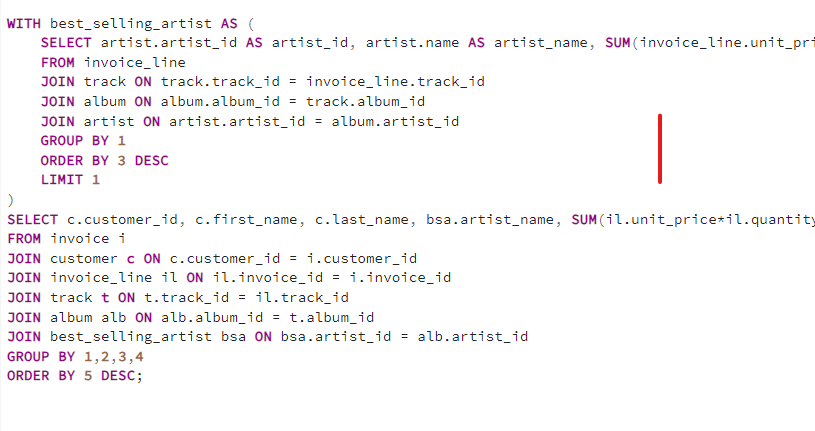 WITH best_selling_artist AS (
    SELECT artist.artist_id AS artist_id, artist.name AS artist_name, SUM(invoice_line.unit_pri
    FROM invoice_line
    JOIN track ON track.track_id = invoice_line.track_id
    JOIN album ON album.album_id = track.album_id
    JOIN artist ON artist.artist_id = album.artist_id
    GROUP BY 1
    ORDER BY 3 DESC
    LIMIT 1
)
SELECT c.customer_id, c.first_name, c.last_name, bsa.artist_name, SUM(il.unit_price*il.quantity
FROM invoice i
JOIN customer c ON c.customer_id = i.customer_id
JOIN invoice_line il ON il.invoice_id = i.invoice_id
JOIN track t ON t.track_id = il.track_id
JOIN album alb ON alb.album_id = t.album_id
JOIN best_selling_artist bsa ON bsa.artist_id = alb.artist_id
GROUP BY 1,2,3,4
ORDER BY 5 DESC;